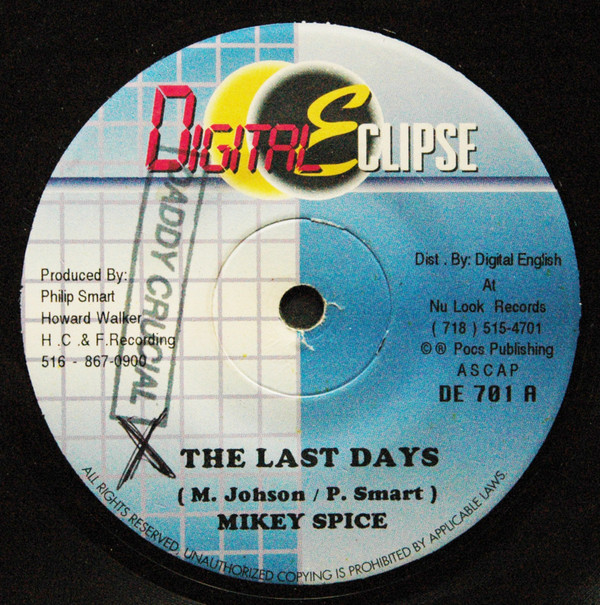 DIGITAL ECLIPSE
DADDY CRUCIAL
Produced By:
Philip Smart
Howard Walker
H .C .& F.Recording
516 - 867-0900
Dist . By: Digital English
At
Nu Look Records
( 718 ) 515-4701
© ® Pocs Publishing
ASCAP
DE 701 A
X
THE LAST DAYS
( M. Johson / P. Smart )
MIKEY SPICE
ALL RIGHTS RESERVED. UNAUTHORIZED COPYING IS PROHIBITED BY APPLICABLE LAWS.